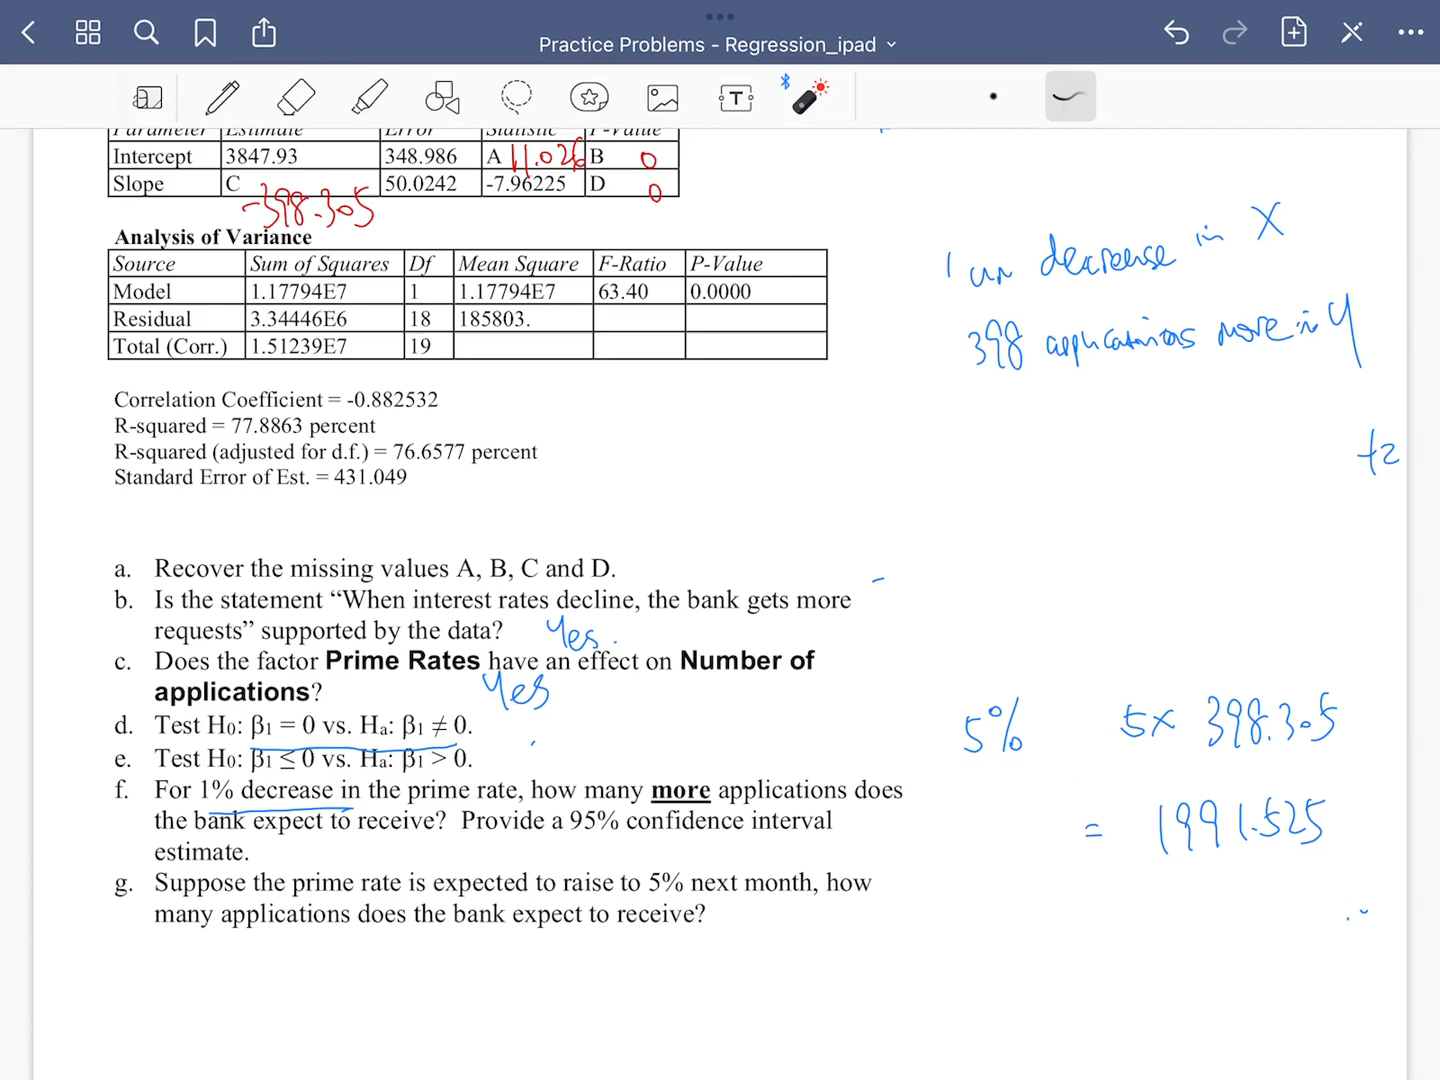 Practice Problems - Regression_ipad
T
Parameter Estimate Error Statistic P-Value
Intercept 3847.93 348.986 A 11.026 B 0
Slope C -398.305 50.0242 -7.96225 D 0
Analysis of Variance
Source Sum of Squares Df Mean Square F-Ratio P-Value
Model 1.17794E7 1 1.17794E7 63.40 0.0000
Residual 3.34446E6 18 185803.
Total (Corr.) 1.51239E7 19
1 un decrease in X
398 applications more in Y
Correlation Coefficient = -0.882532
R-squared = 77.8863 percent
R-squared (adjusted for d.f.) = 76.6577 percent
Standard Error of Est. = 431.049
±2
a. Recover the missing values A, B, C and D.
b. Is the statement “When interest rates decline, the bank gets more
requests” supported by the data? Yes.
c. Does the factor Prime Rates have an effect on Number of
applications? Yes
d. Test H0: β1 = 0 vs. Ha: β1 ≠ 0.
e. Test H0: β1 ≤ 0 vs. Ha: β1 > 0.
f. For 1% decrease in the prime rate, how many more applications does
the bank expect to receive? Provide a 95% confidence interval
estimate.
g. Suppose the prime rate is expected to raise to 5% next month, how
many applications does the bank expect to receive?
5% 5x 398.305
= 1991.525